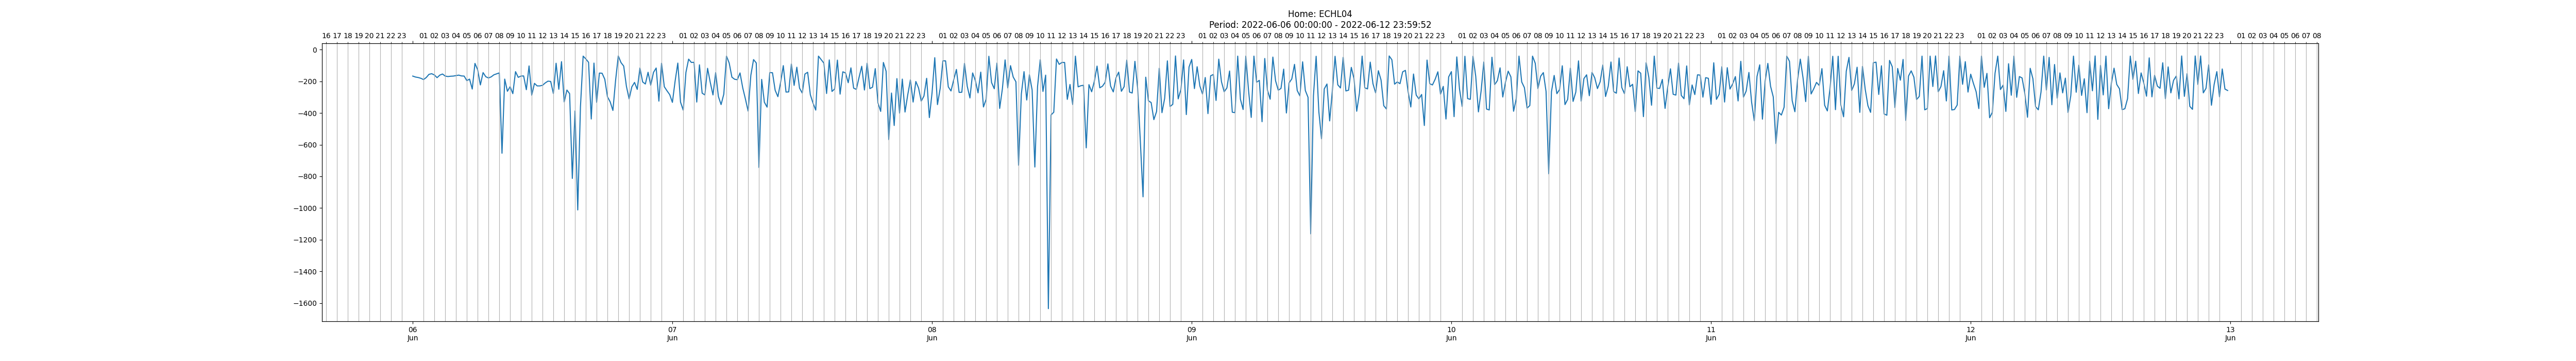 Home: ECHL04
Period: 2022-06-06 00:00:00 - 2022-06-12 23:59:52
16 17 18 19 20 21 22 23 01 02 03 04 05 06 07 08 09 10 11 12 13 14 15 16 17 18 19 20 21 22 23 01 02 03 04 05 06 07 08 09 10 11 12 13 14 15 16 17 18 19 20 21 22 23 01 02 03 04 05 06 07 08 09 10 11 12 13 14 15 16 17 18 19 20 21 22 23 01 02 03 04 05 06 07 08 09 10 11 12 13 14 15 16 17 18 19 20 21 22 23 01 02 03 04 05 06 07 08 09 10 11 12 13 14 15 16 17 18 19 20 21 22 23 01 02 03 04 05 06 07 08 09 10 11 12 13 14 15 16 17 18 19 20 21 22 23 01 02 03 04 05 06 07 08 09 10 11 12 13 14 15 16 17 18 19 20 21 22 23 01 02 03 04 05 06 07 08
0
−200
−400
−600
−800
−1000
−1200
−1400
−1600
06 07 08 09 10 11 12 13
Jun Jun Jun Jun Jun Jun Jun Jun